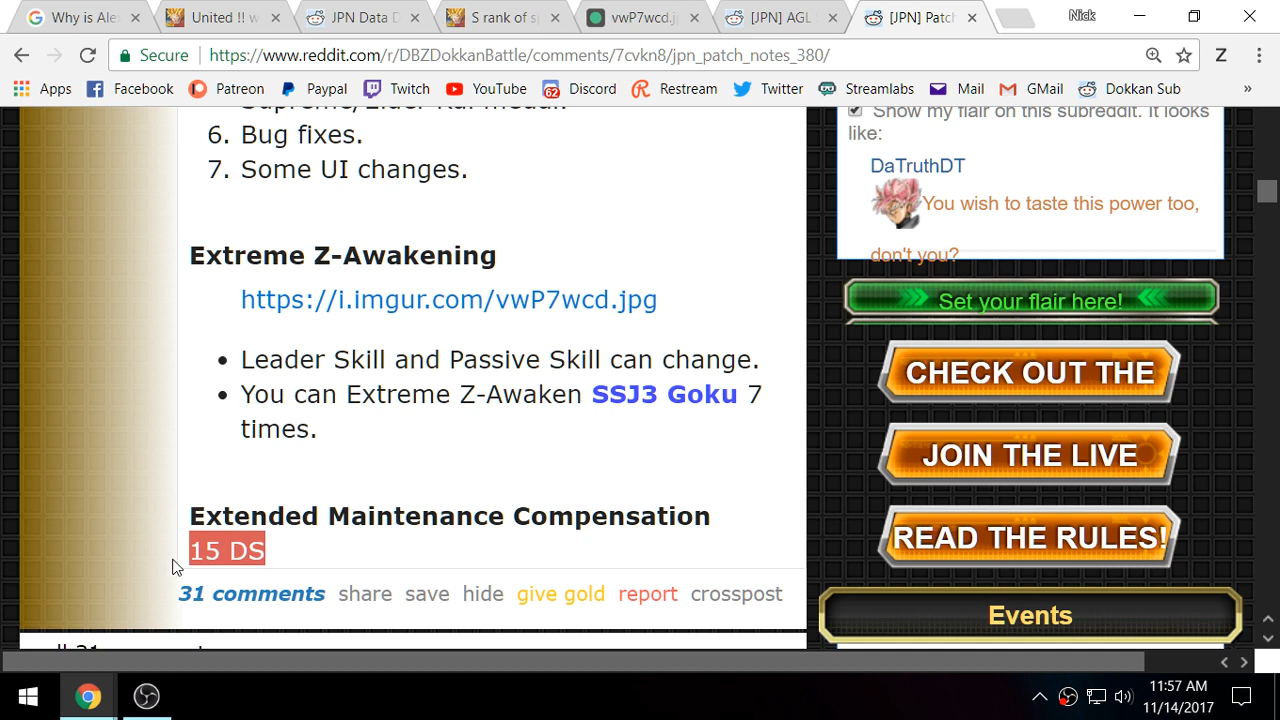 Why is Alex
United !! w
JPN Data D
S rank of s
vwP7wcd.j
[JPN] AGL S
[JPN] Patch
Nick
Secure
https://www.reddit.com/r/DBZDokkanBattle/comments/7cvkn8/jpn_patch_notes_380/
Apps
Facebook
Patreon
Paypal
Twitch
YouTube
Discord
Restream
Twitter
Streamlabs
Mail
GMail
Dokkan Sub
»
6. Bug fixes.
7. Some UI changes.
Extreme Z-Awakening
https://i.imgur.com/vwP7wcd.jpg
• Leader Skill and Passive Skill can change.
• You can Extreme Z-Awaken SSJ3 Goku 7
times.
Extended Maintenance Compensation
15 DS
31 comments share save hide give gold report crosspost
Show my flair on this subreddit. It looks
like:
DaTruthDT
You wish to taste this power too,
don't you?
Set your flair here!
CHECK OUT THE
JOIN THE LIVE
READ THE RULES!
Events
11:57 AM
11/14/2017